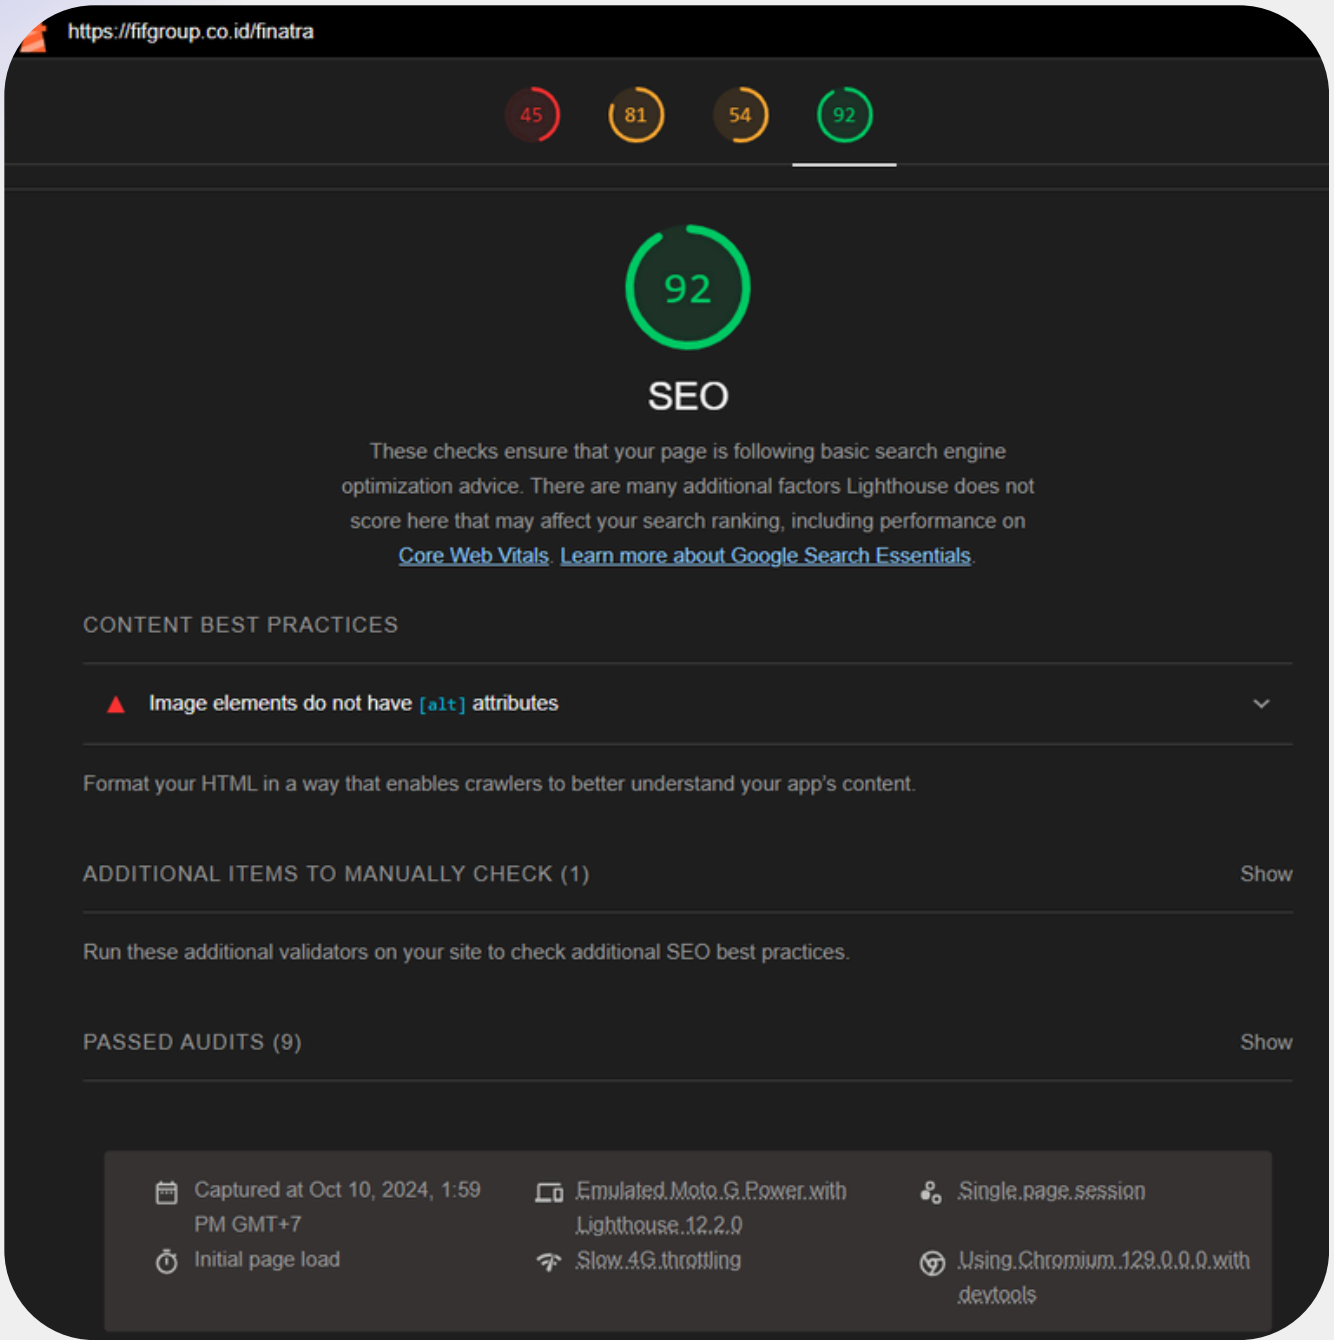 https://fifgroup.co.id/finatra
45 81 54 92
92
SEO
These checks ensure that your page is following basic search engine
optimization advice. There are many additional factors Lighthouse does not
score here that may affect your search ranking, including performance on
Core Web Vitals. Learn more about Google Search Essentials.
CONTENT BEST PRACTICES
Image elements do not have [alt] attributes
Format your HTML in a way that enables crawlers to better understand your app's content.
ADDITIONAL ITEMS TO MANUALLY CHECK (1) Show
Run these additional validators on your site to check additional SEO best practices.
PASSED AUDITS (9) Show
Captured at Oct 10, 2024, 1:59
PM GMT+7
Emulated Moto G Power with
Lighthouse 12.2.0
Single page session
Initial page load
Slow 4G throttling
Using Chromium 129.0.0.0 with
devtools